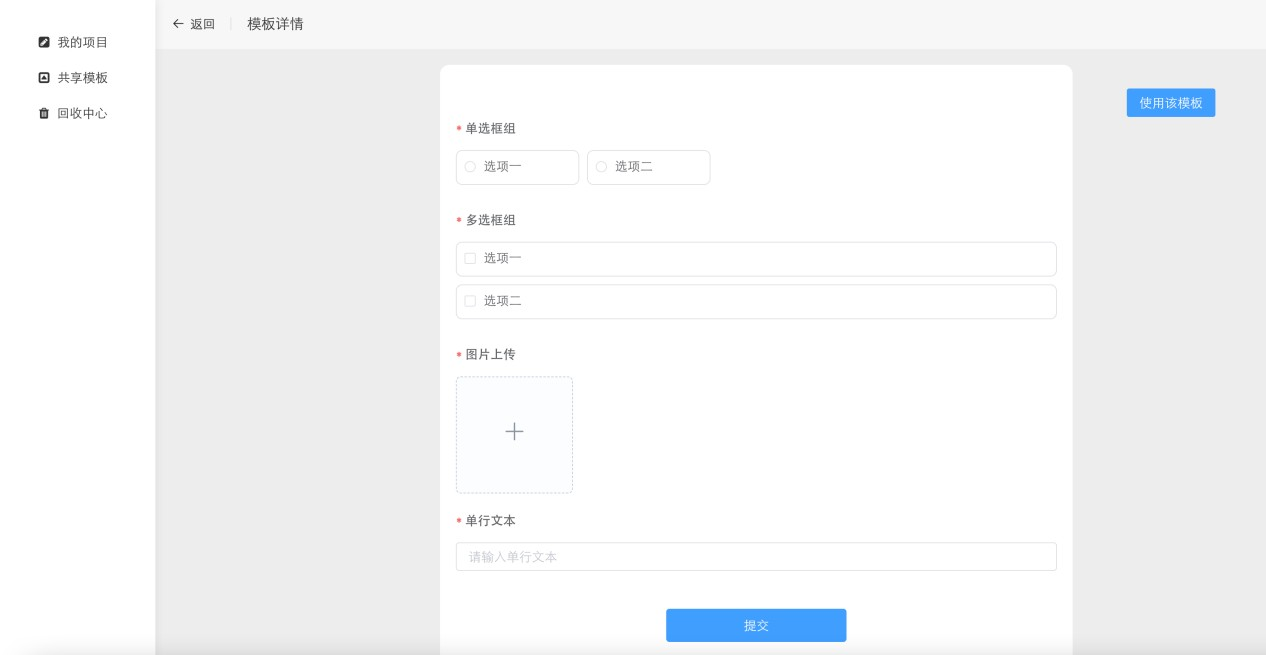 返回 模板详情
我的项目
共享模板
回收中心
使用该模板
* 单选框组
选项一 选项二
* 多选框组
选项一
选项二
* 图片上传
* 单行文本
请输入单行文本
提交